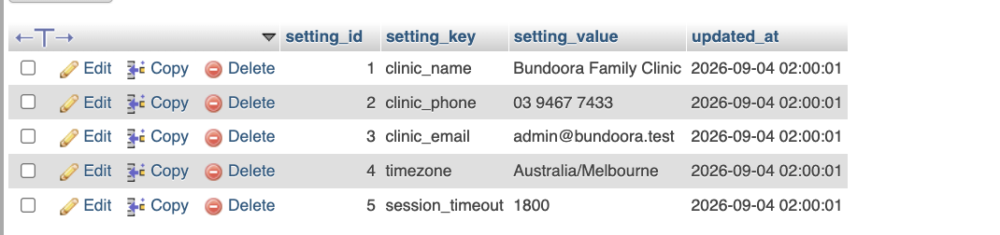 setting_id setting_key setting_value updated_at
Edit Copy Delete 1 clinic_name Bundoora Family Clinic 2026-09-04 02:00:01
Edit Copy Delete 2 clinic_phone 03 9467 7433 2026-09-04 02:00:01
Edit Copy Delete 3 clinic_email admin@bundoora.test 2026-09-04 02:00:01
Edit Copy Delete 4 timezone Australia/Melbourne 2026-09-04 02:00:01
Edit Copy Delete 5 session_timeout 1800 2026-09-04 02:00:01